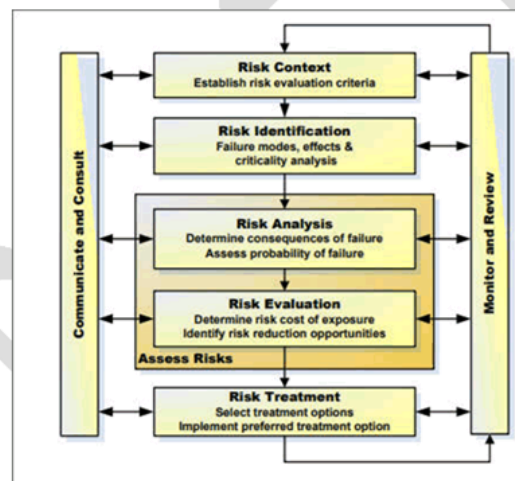 Risk Context
Establish risk evaluation criteria
Risk Identification
Failure modes, effects &
criticality analysis
Risk Analysis
Determine consequences of failure
Assess probability of failure
Risk Evaluation
Determine risk cost of exposure
Identify risk reduction opportunities
Assess Risks
Risk Treatment
Select treatment options
Implement preferred treatment option
Communicate and Consult
Monitor and Review